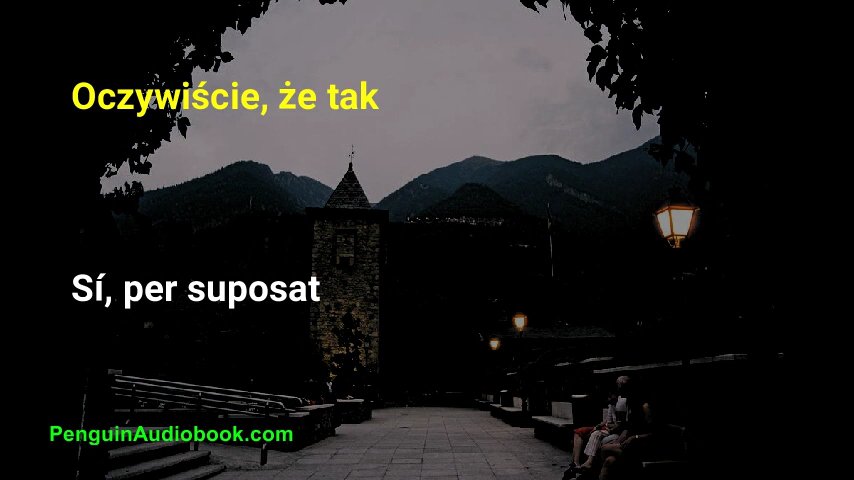 Oczywiście, że tak
Sí, per suposat
PenguinAudiobook.com